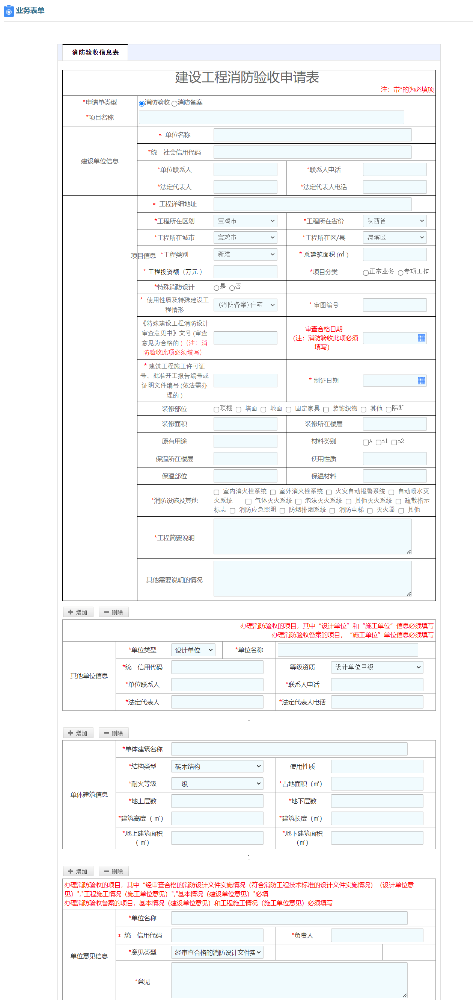 业务表单
消防验收信息表
建设工程消防验收申请表
注：带*的为必填项
*申请单类型 消防验收 消防备案
*项目名称
建设单位信息
* 单位名称
*统一社会信用代码
*单位联系人 *联系人电话
*法定代表人 *法定代表人电话
项目信息
* 工程详细地址
*工程所在区划 宝鸡市 *工程所在省份 陕西省
*工程所在城市 宝鸡市 *工程所在区/县 渭滨区
*工程类别 新建 * 总建筑面积 (㎡ )
* 工程投资额（万元 ） *项目分类 正常业务 专项工作
*特殊消防设计 是 否
* 使用性质及特殊建设工
程情形
(消防备案)住宅 * 审图编号
《特殊建设工程消防设计
审查意见书》文号 (审查
意见为合格的 )（注：消
防验收此项必须填写）
审查合格日期
(注：消防验收此项必须
填写）
* 建筑工程施工许可证
号、批准开工报告编号或
证明文件编号 (依法需办
理的 )
* 制证日期
装修部位 顶棚 墙面 地面 固定家具 装饰织物 其他 隔断
装修面积 装修所在楼层
原有用途 材料类别 A B1 B2
保温所在楼层 使用性质
保温部位 保温材料
*消防设施及其他
室内消火栓系统 室外消火栓系统 火灾自动报警系统 自动喷水灭
火系统 气体灭火系统 泡沫灭火系统 其他灭火系统 疏散指示
标志 消防应急照明 防烟排烟系统 消防电梯 灭火器 其他
*工程简要说明
其他需要说明的情况
增加 删除
办理消防验收的项目，其中“设计单位”和“施工单位”信息必须填写
办理消防验收备案的项目，“施工单位”单位信息必须填写
其他单位信息
*单位类型 设计单位 *单位名称
*统一信用代码 等级资质 设计单位甲级
*单位联系人 *联系人电话
*法定代表人 *法定代表人电话
1
增加 删除
单体建筑信息
*单体建筑名称
*结构类型 砖木结构 使用性质
*耐火等级 一级 *占地面积（㎡）
*地上层数 *地下层数
*建筑高度（ ㎡） *建筑长度（㎡）
*地上建筑面积
（ ㎡）
*地下建筑面积
（㎡）
1
增加 删除
办理消防验收的项目，其中“经审查合格的消防设计文件实施情况（符合消防工程技术标准的设计文件实施情况）（设计单位意
见）","工程施工情况（施工单位意见）","基本情况（建设单位意见）"必填
办理消防验收备案的项目，基本情况（建设单位意见）和工程施工情况（施工单位意见）必须填写
单位意见信息
*单位名称
* 统一信用代码 *负责人
*意见类型 经审查合格的消防设计文件实
*意见